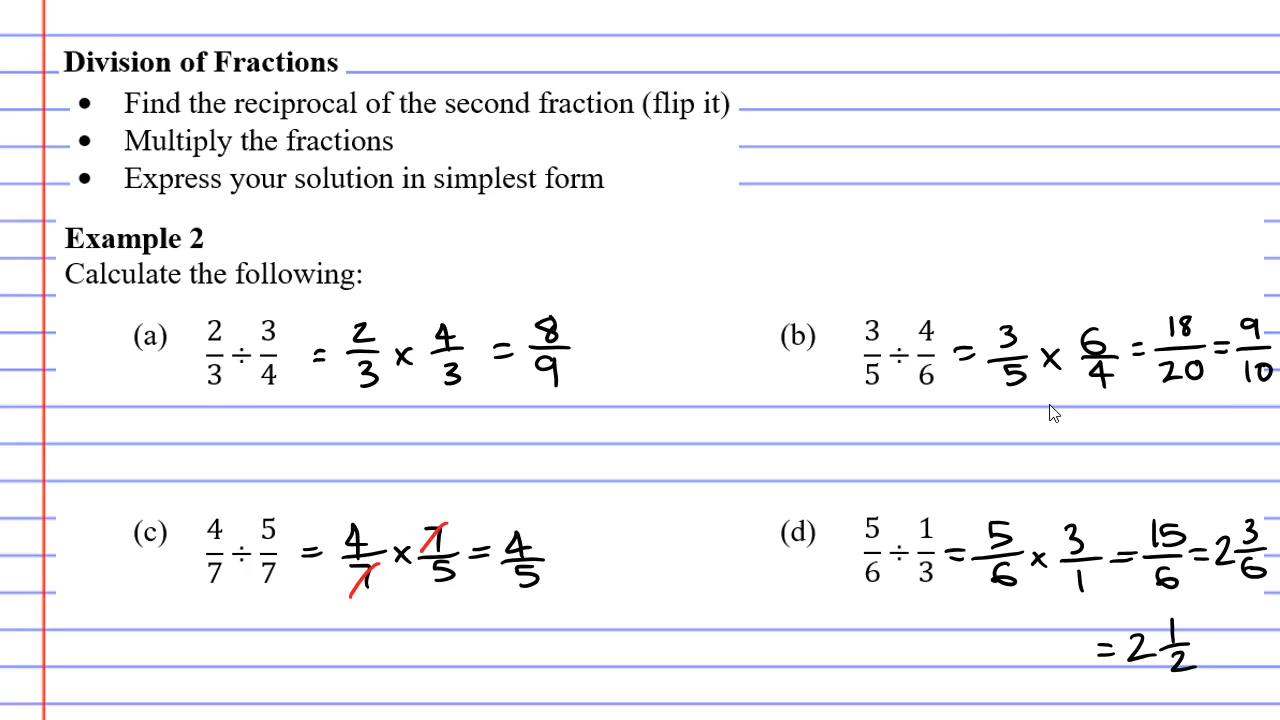 Division of Fractions
• Find the reciprocal of the second fraction (flip it)
• Multiply the fractions
• Express your solution in simplest form
Example 2
Calculate the following:
(a) 2/3 ÷ 3/4 = 2/3 × 4/3 = 8/9
(b) 3/5 ÷ 4/6 = 3/5 × 6/4 = 18/20 = 9/10
(c) 4/7 ÷ 5/7 = 4/7 × 7/5 = 4/5
(d) 5/6 ÷ 1/3 = 5/6 × 3/1 = 15/6 = 2 3/6
= 2 1/2